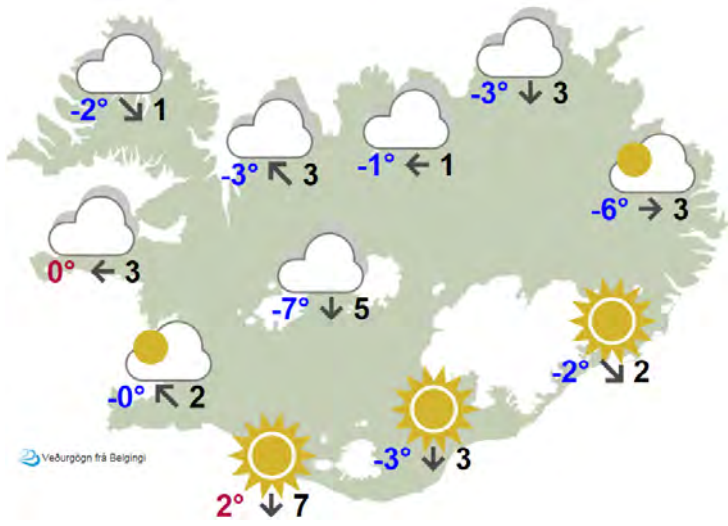 -3° ↓ 3
-2° ↘ 1
-1° ← 1
-3° ↖ 3
-6° → 3
0° ← 3
-7° ↓ 5
-2° ↘ 2
-0° ↖ 2
-3° ↓ 3
Veðurgögn frá Belgingi
2° ↓ 7